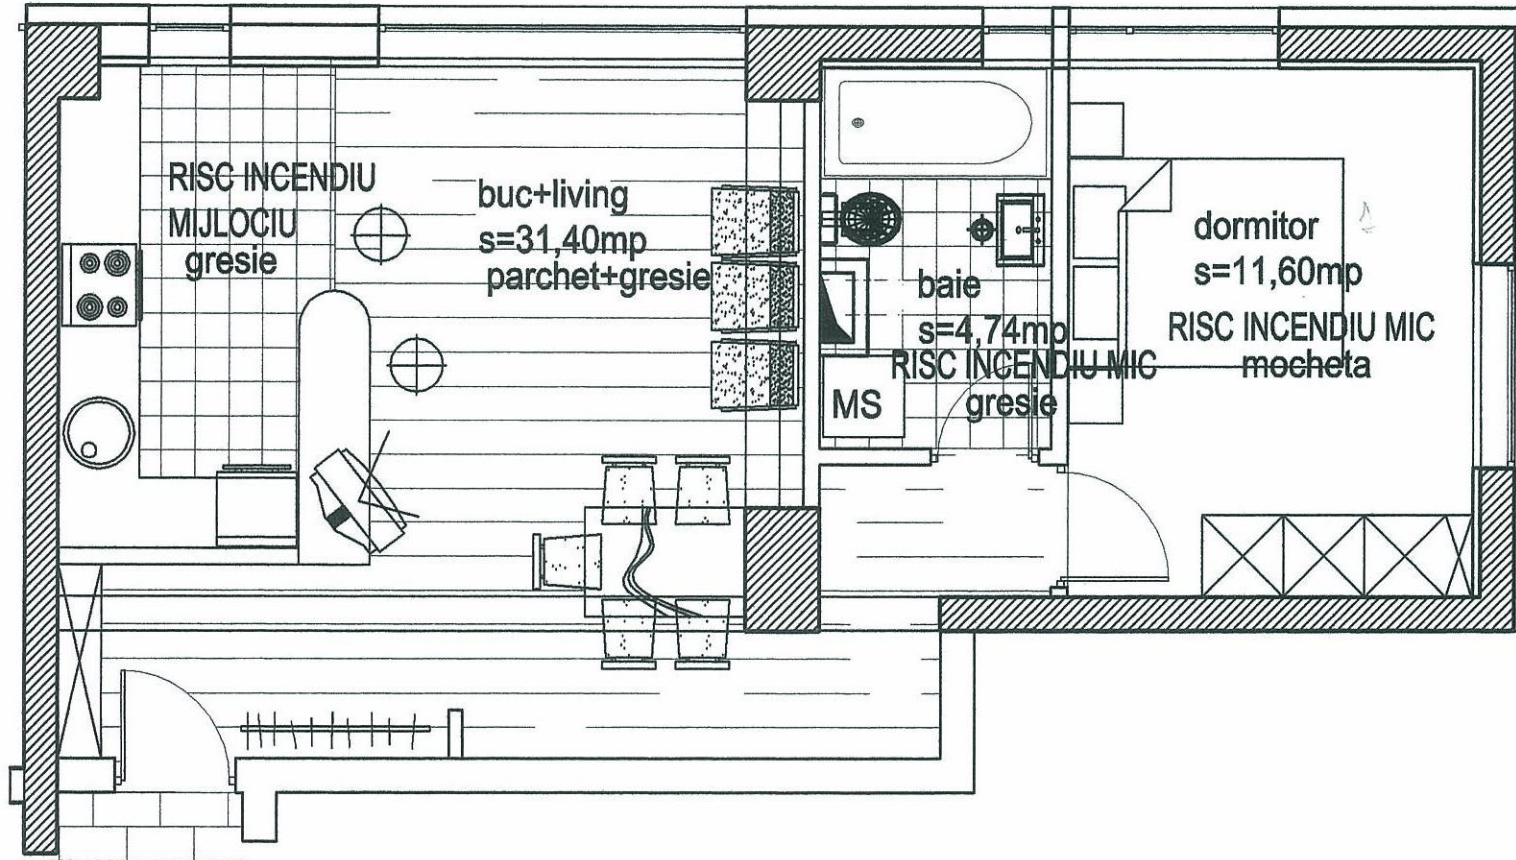 RISC INCENDIU
MIJLOCIU
gresie
buc+living
s=31,40mp
parchet+gresie
baie
s=4,74mp
RISC INCENDIU MIC
gresie
MS
dormitor
s=11,60mp
RISC INCENDIU MIC
mocheta